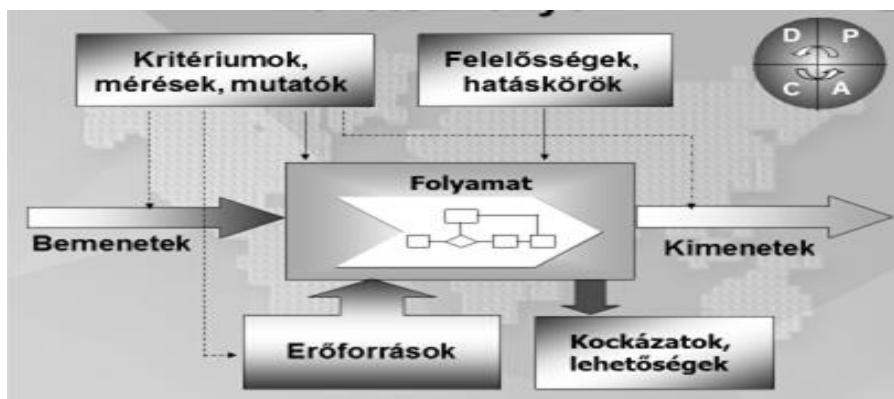 Kritériumok,
mérések, mutatók
Felelősségek,
hatáskörök
D P
C A
Folyamat
Bemenetek
Kimenetek
Erőforrások
Kockázatok,
lehetőségek